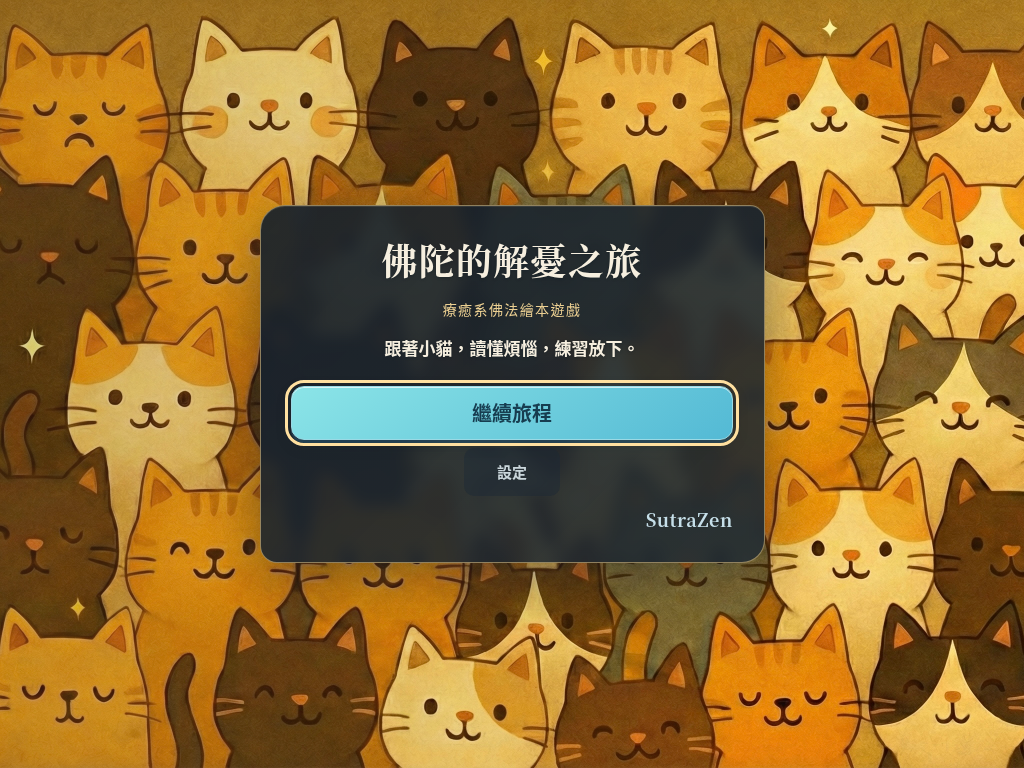 佛陀的解憂之旅
療癒系佛法繪本遊戲
跟著小貓，讀懂煩惱，練習放下。
繼續旅程
設定
SutraZen